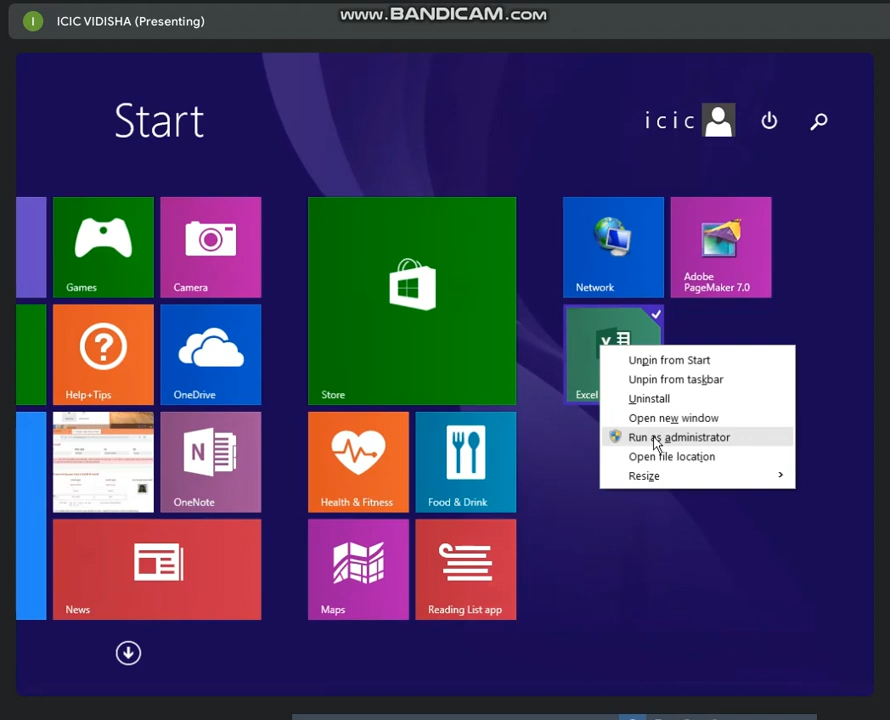 www.BANDICAM.com
I
ICIC VIDISHA (Presenting)
Start
icic
Games
Camera
Store
Network
Adobe
PageMaker 7.0
Help+Tips
OneDrive
Excel
Unpin from Start
Unpin from taskbar
Uninstall
Open new window
Run as administrator
Open file location
Resize
OneNote
Health & Fitness
Food & Drink
News
Maps
Reading List app